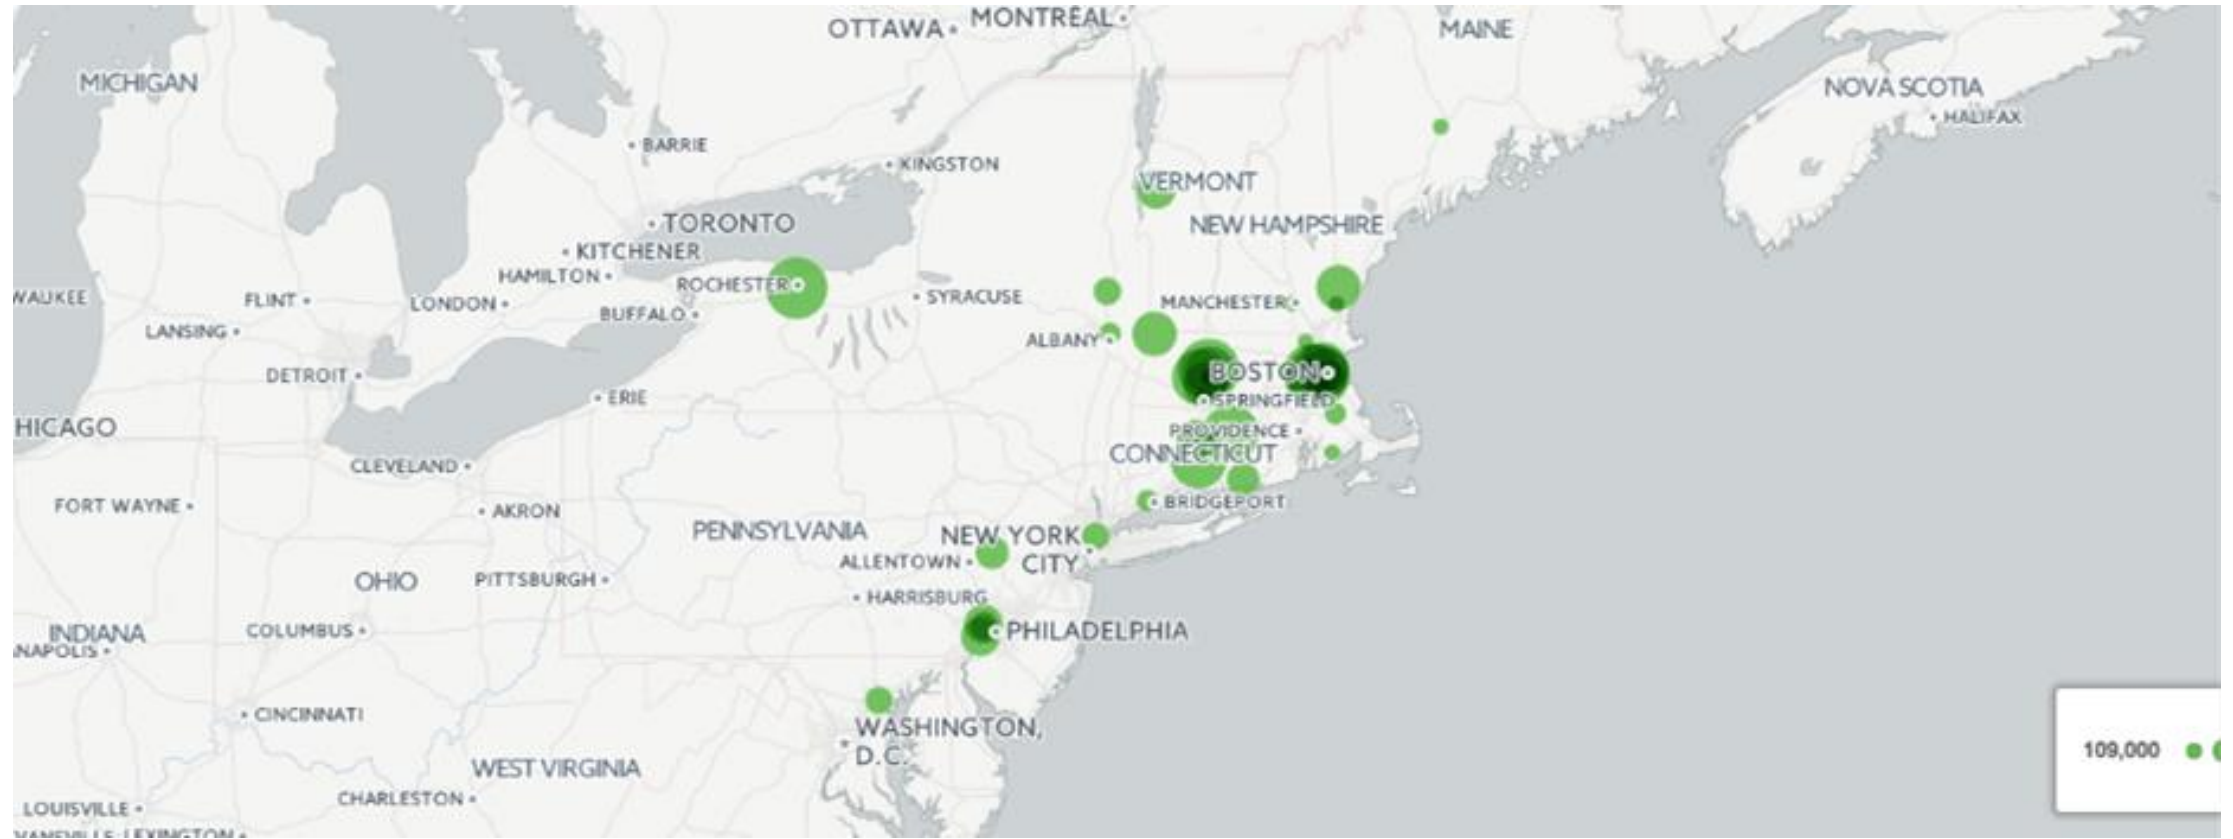 OTTAWA
MONTRÉAL
MAINE
MICHIGAN
NOVA SCOTIA
HALIFAX
BARRIE
KINGSTON
VERMONT
TORONTO
NEW HAMPSHIRE
KITCHENER
HAMILTON
ROCHESTER
WAUKEE
FLINT
LONDON
SYRACUSE
MANCHESTER
BUFFALO
LANSING
ALBANY
DETROIT
BOSTON
ERIE
SPRINGFIELD
HICAGO
PROVIDENCE
CONNECTICUT
CLEVELAND
FORT WAYNE
AKRON
BRIDGEPORT
PENNSYLVANIA
NEW YORK
CITY
ALLENTOWN
OHIO
PITTSBURGH
HARRISBURG
INDIANA
NAPOLIS
COLUMBUS
PHILADELPHIA
CINCINNATI
WASHINGTON,
D.C.
109,000
WEST VIRGINIA
CHARLESTON
LOUISVILLE
LEXINGTON